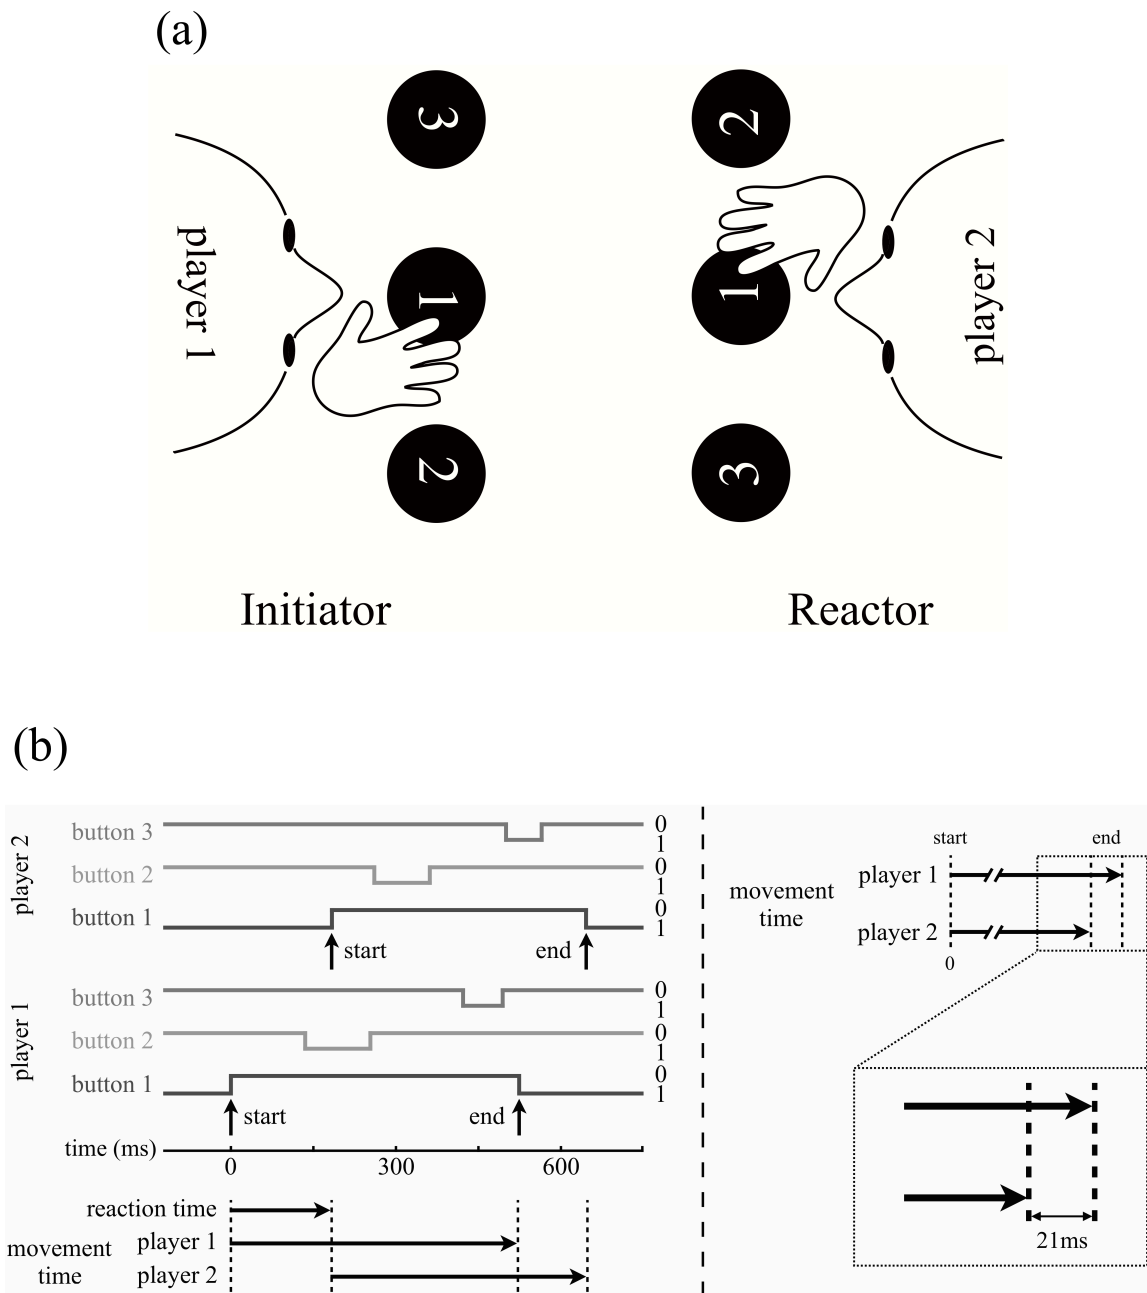 (a)
3
2
player 1
1
1
player 2
2
3
Initiator
Reactor
(b)
player 2
button 3
0
1
button 2
0
1
button 1
0
1
start
end
player 1
button 3
0
1
button 2
0
1
button 1
0
1
start
end
time (ms)
0
300
600
reaction time
movement
time
player 1
player 2
start
end
movement
time
player 1
player 2
0
21ms